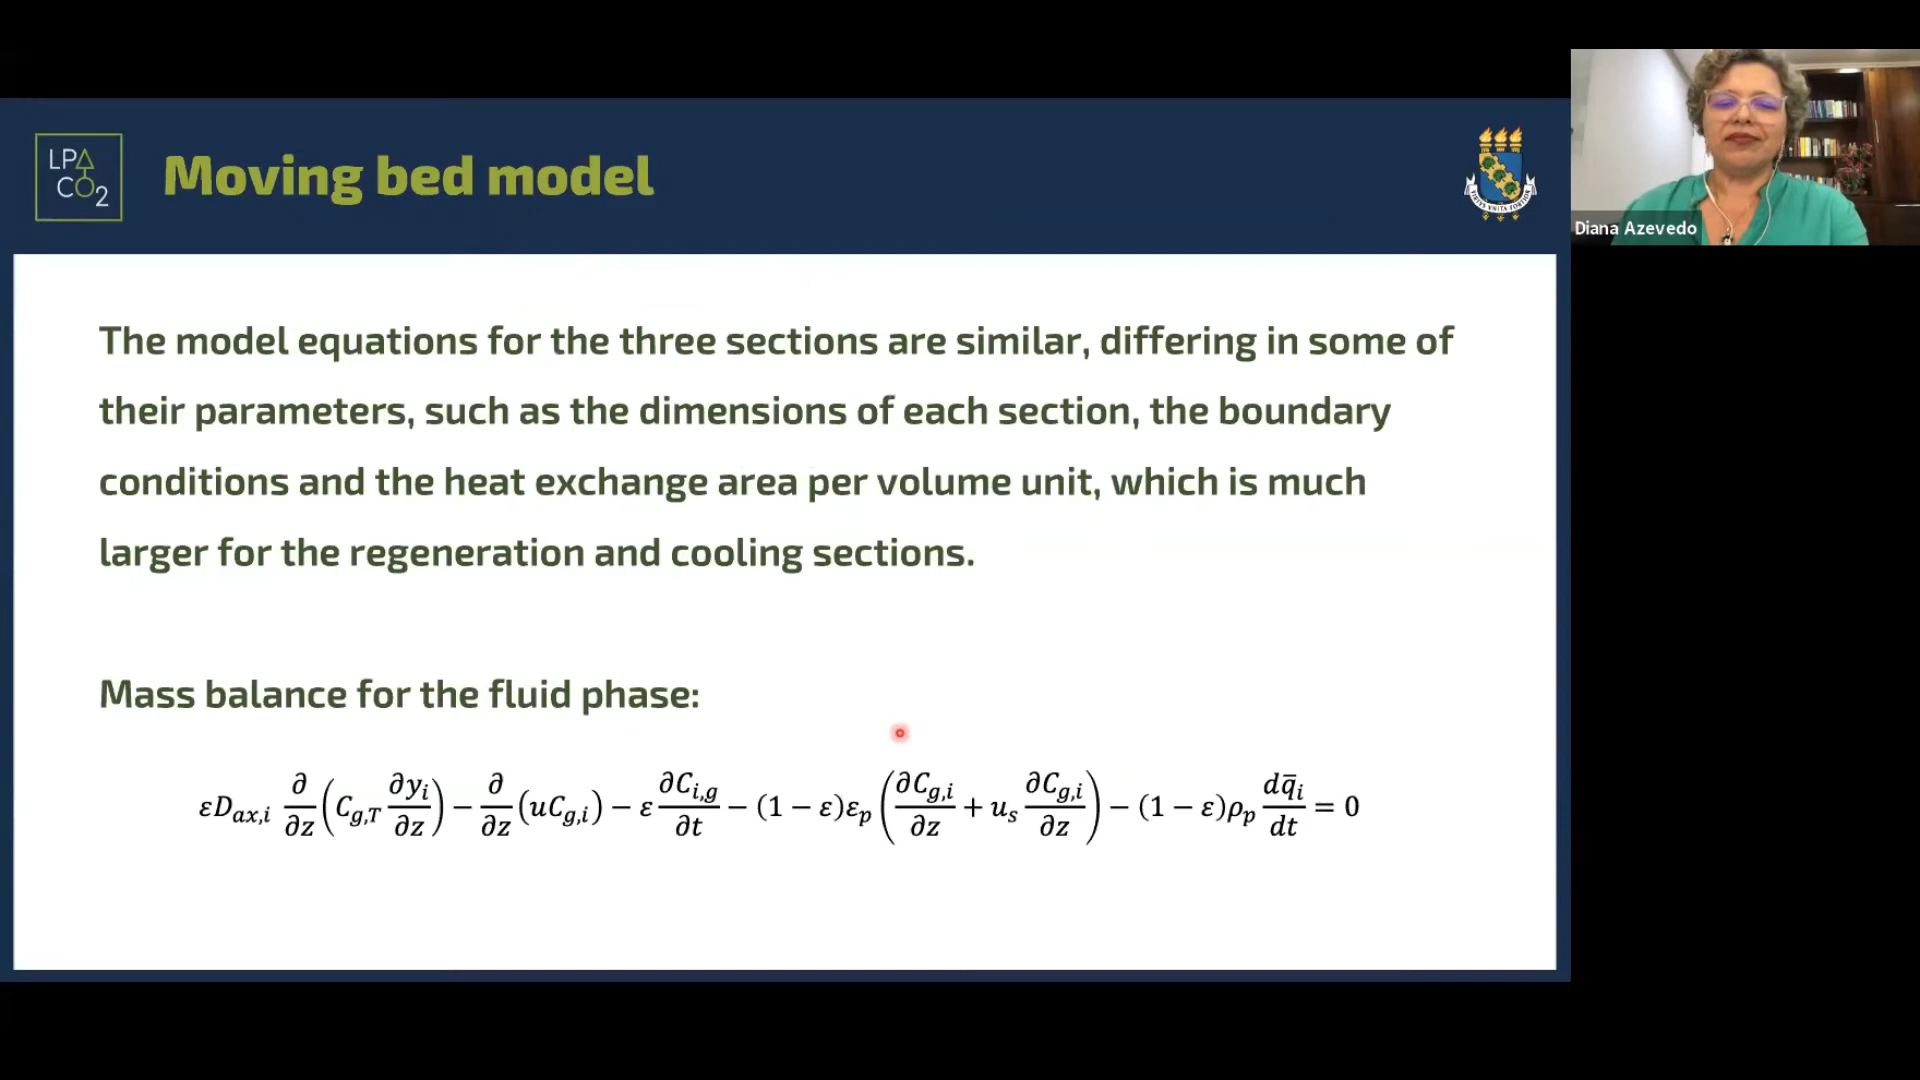 LPA
CO2
Moving bed model
VIRTUS UNITA FORTIOR
Diana Azevedo
The model equations for the three sections are similar, differing in some of
their parameters, such as the dimensions of each section, the boundary
conditions and the heat exchange area per volume unit, which is much
larger for the regeneration and cooling sections.
Mass balance for the fluid phase:
εD_{ax,i} ∂/∂z (C_{g,T} ∂y_i/∂z) − ∂/∂z (uC_{g,i}) − ε ∂C_{i,g}/∂t − (1 − ε)ε_p (∂C_{g,i}/∂z + u_s ∂C_{g,i}/∂z) − (1 − ε)ρ_p dq̄_i/dt = 0